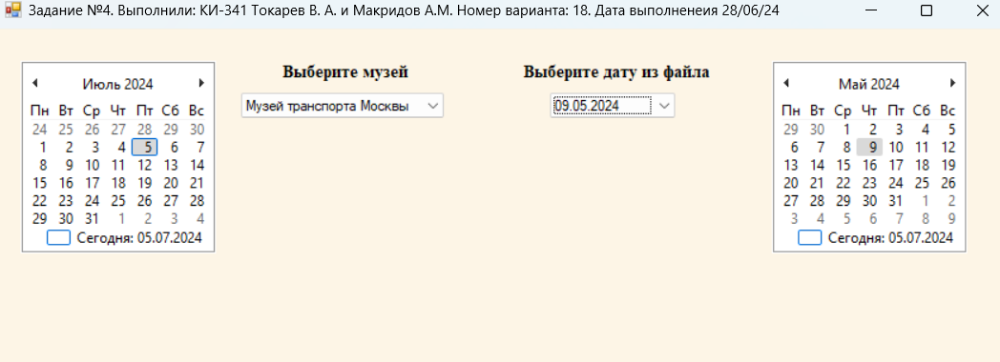 Задание №4. Выполнили: КИ-341 Токарев В. А. и Макридов А.М. Номер варианта: 18. Дата выполненеия 28/06/24
Выберите музей
Музей транспорта Москвы
Выберите дату из файла
09.05.2024
Июль 2024
Пн Вт Ср Чт Пт Сб Вс
24 25 26 27 28 29 30
1 2 3 4 5 6 7
8 9 10 11 12 13 14
15 16 17 18 19 20 21
22 23 24 25 26 27 28
29 30 31 1 2 3 4
Сегодня: 05.07.2024
Май 2024
Пн Вт Ср Чт Пт Сб Вс
29 30 1 2 3 4 5
6 7 8 9 10 11 12
13 14 15 16 17 18 19
20 21 22 23 24 25 26
27 28 29 30 31 1 2
3 4 5 6 7 8 9
Сегодня: 05.07.2024